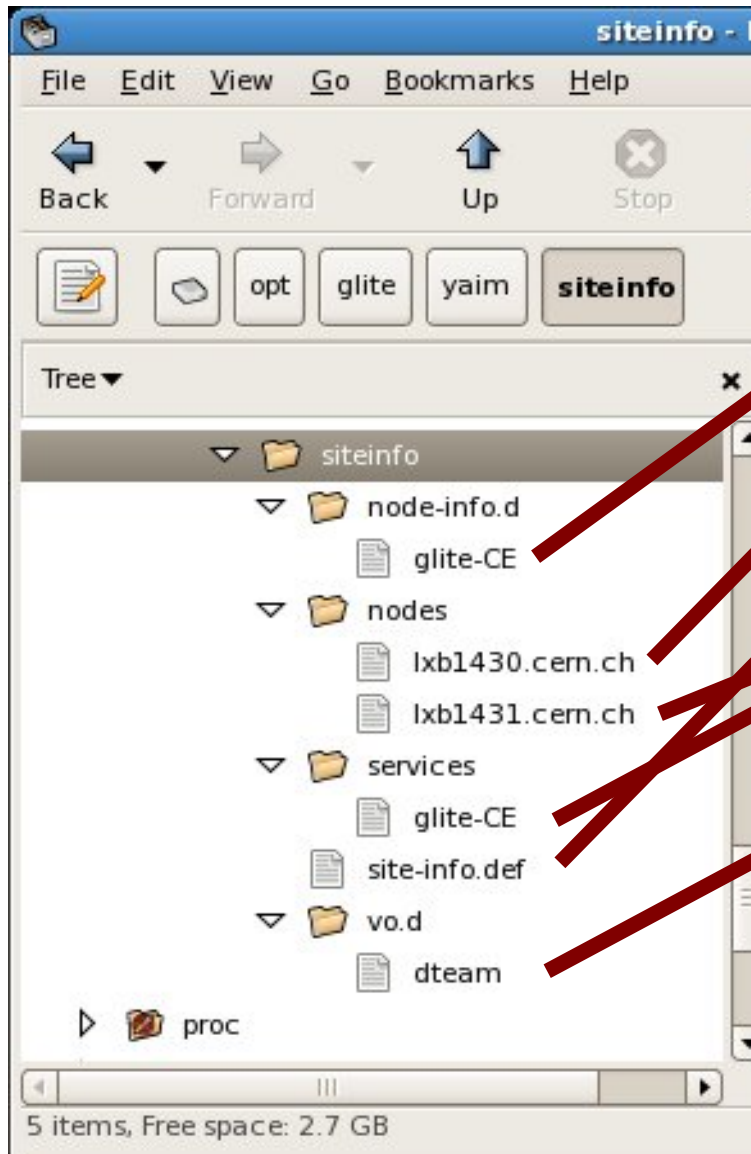 siteinfo -
File Edit View Go Bookmarks Help
Back Forward Up Stop
opt glite yaim siteinfo
Tree
siteinfo
node-info.d
glite-CE
nodes
lxb1430.cern.ch
lxb1431.cern.ch
services
glite-CE
site-info.def
vo.d
dteam
proc
5 items, Free space: 2.7 GB